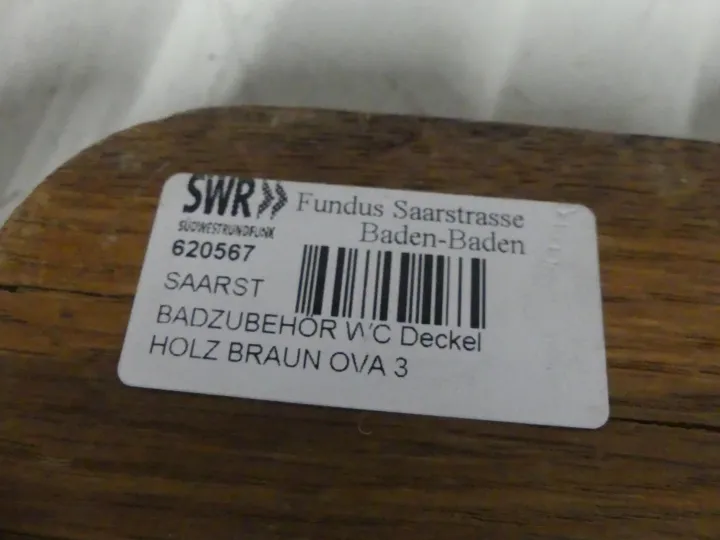 SWR» Fundus Saarstrasse
SÜDWESTRUNDFUNK Baden-Baden
620567
SAARST
BADZUBEHÖR WC Deckel
HOLZ BRAUN OVA 3